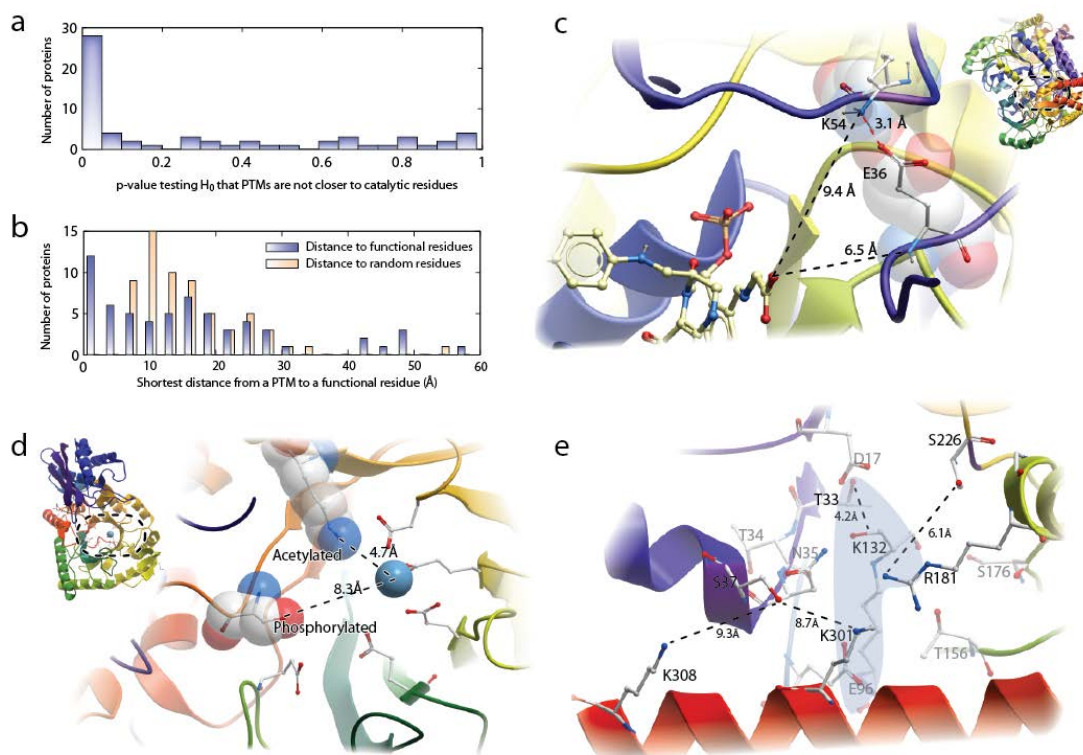 a
30
20
10
0
Number of proteins
0
0.2
0.4
0.6
0.8
1
p-value testing H₀ that PTMs are not closer to catalytic residues
b
15
10
5
0
Number of proteins
Distance to functional residues
Distance to random residues
0
10
20
30
40
50
60
Shortest distance from a PTM to a functional residue (Å)
c
K54
3.1 Å
E36
9.4 Å
6.5 Å
d
Acetylated
4.7Å
8.3Å
Phosphorylated
e
S226
D17
T33
4.2Å
6.1Å
T34
N35
K132
S37
R181
S176
8.7Å
9.3Å
K301
T156
K308
E96